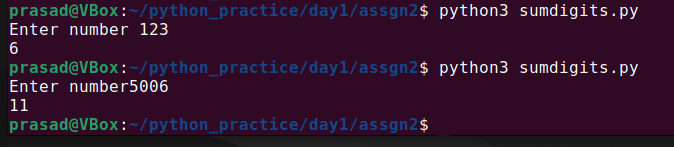 prasad@VBox:~/python_practice/day1/assgn2$ python3 sumdigits.py
Enter number 123
6
prasad@VBox:~/python_practice/day1/assgn2$ python3 sumdigits.py
Enter number5006
11
prasad@VBox:~/python_practice/day1/assgn2$